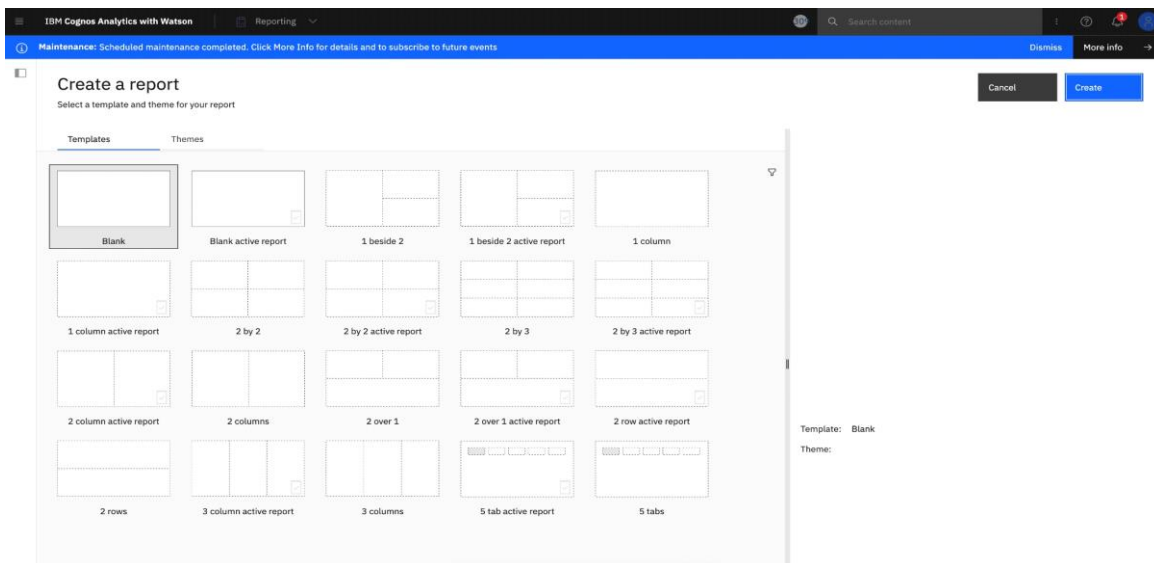 IBM Cognos Analytics with Watson
Reporting
Search content
1
Maintenance: Scheduled maintenance completed. Click More Info for details and to subscribe to future events
Dismiss
More info
Create a report
Select a template and theme for your report
Cancel
Create
Templates
Themes
Blank
Blank active report
1 beside 2
1 beside 2 active report
1 column
1 column active report
2 by 2
2 by 2 active report
2 by 3
2 by 3 active report
2 column active report
2 columns
2 over 1
2 over 1 active report
2 row active report
Template: Blank
Theme:
2 rows
3 column active report
3 columns
5 tab active report
5 tabs